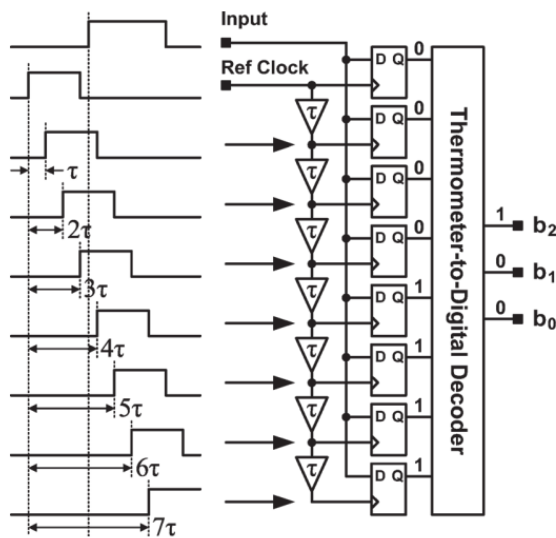 Input
Ref Clock
τ
2τ
3τ
4τ
5τ
6τ
7τ
τ
τ
τ
τ
τ
τ
τ
D Q 0
D Q 0
D Q 0
D Q 0
D Q 1
D Q 1
D Q 1
D Q 1
Thermometer-to-Digital Decoder
1 b2
0 b1
0 b0